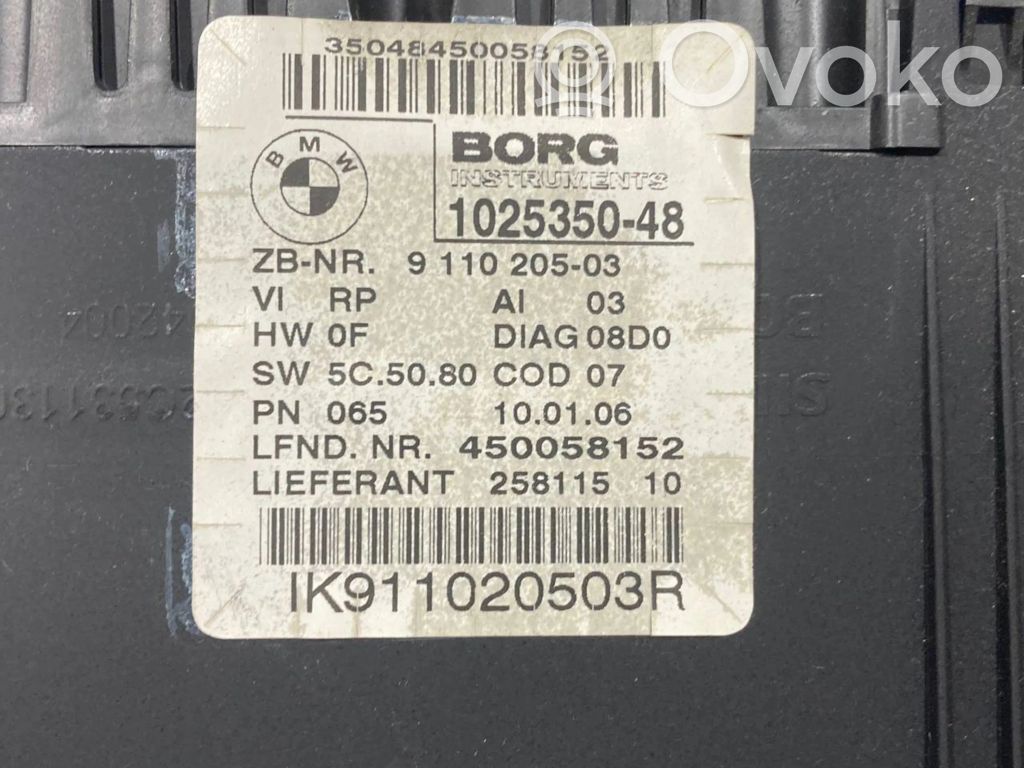 35048450058152
Ovoko
BMW
BORG
INSTRUMENTS
1025350-48
ZB-NR. 9 110 205-03
VI RP AI 03
HW 0F DIAG 08D0
SW 5C.50.80 COD 07
PN 065 10.01.06
LFND. NR. 450058152
LIEFERANT 258115 10
IK911020503R